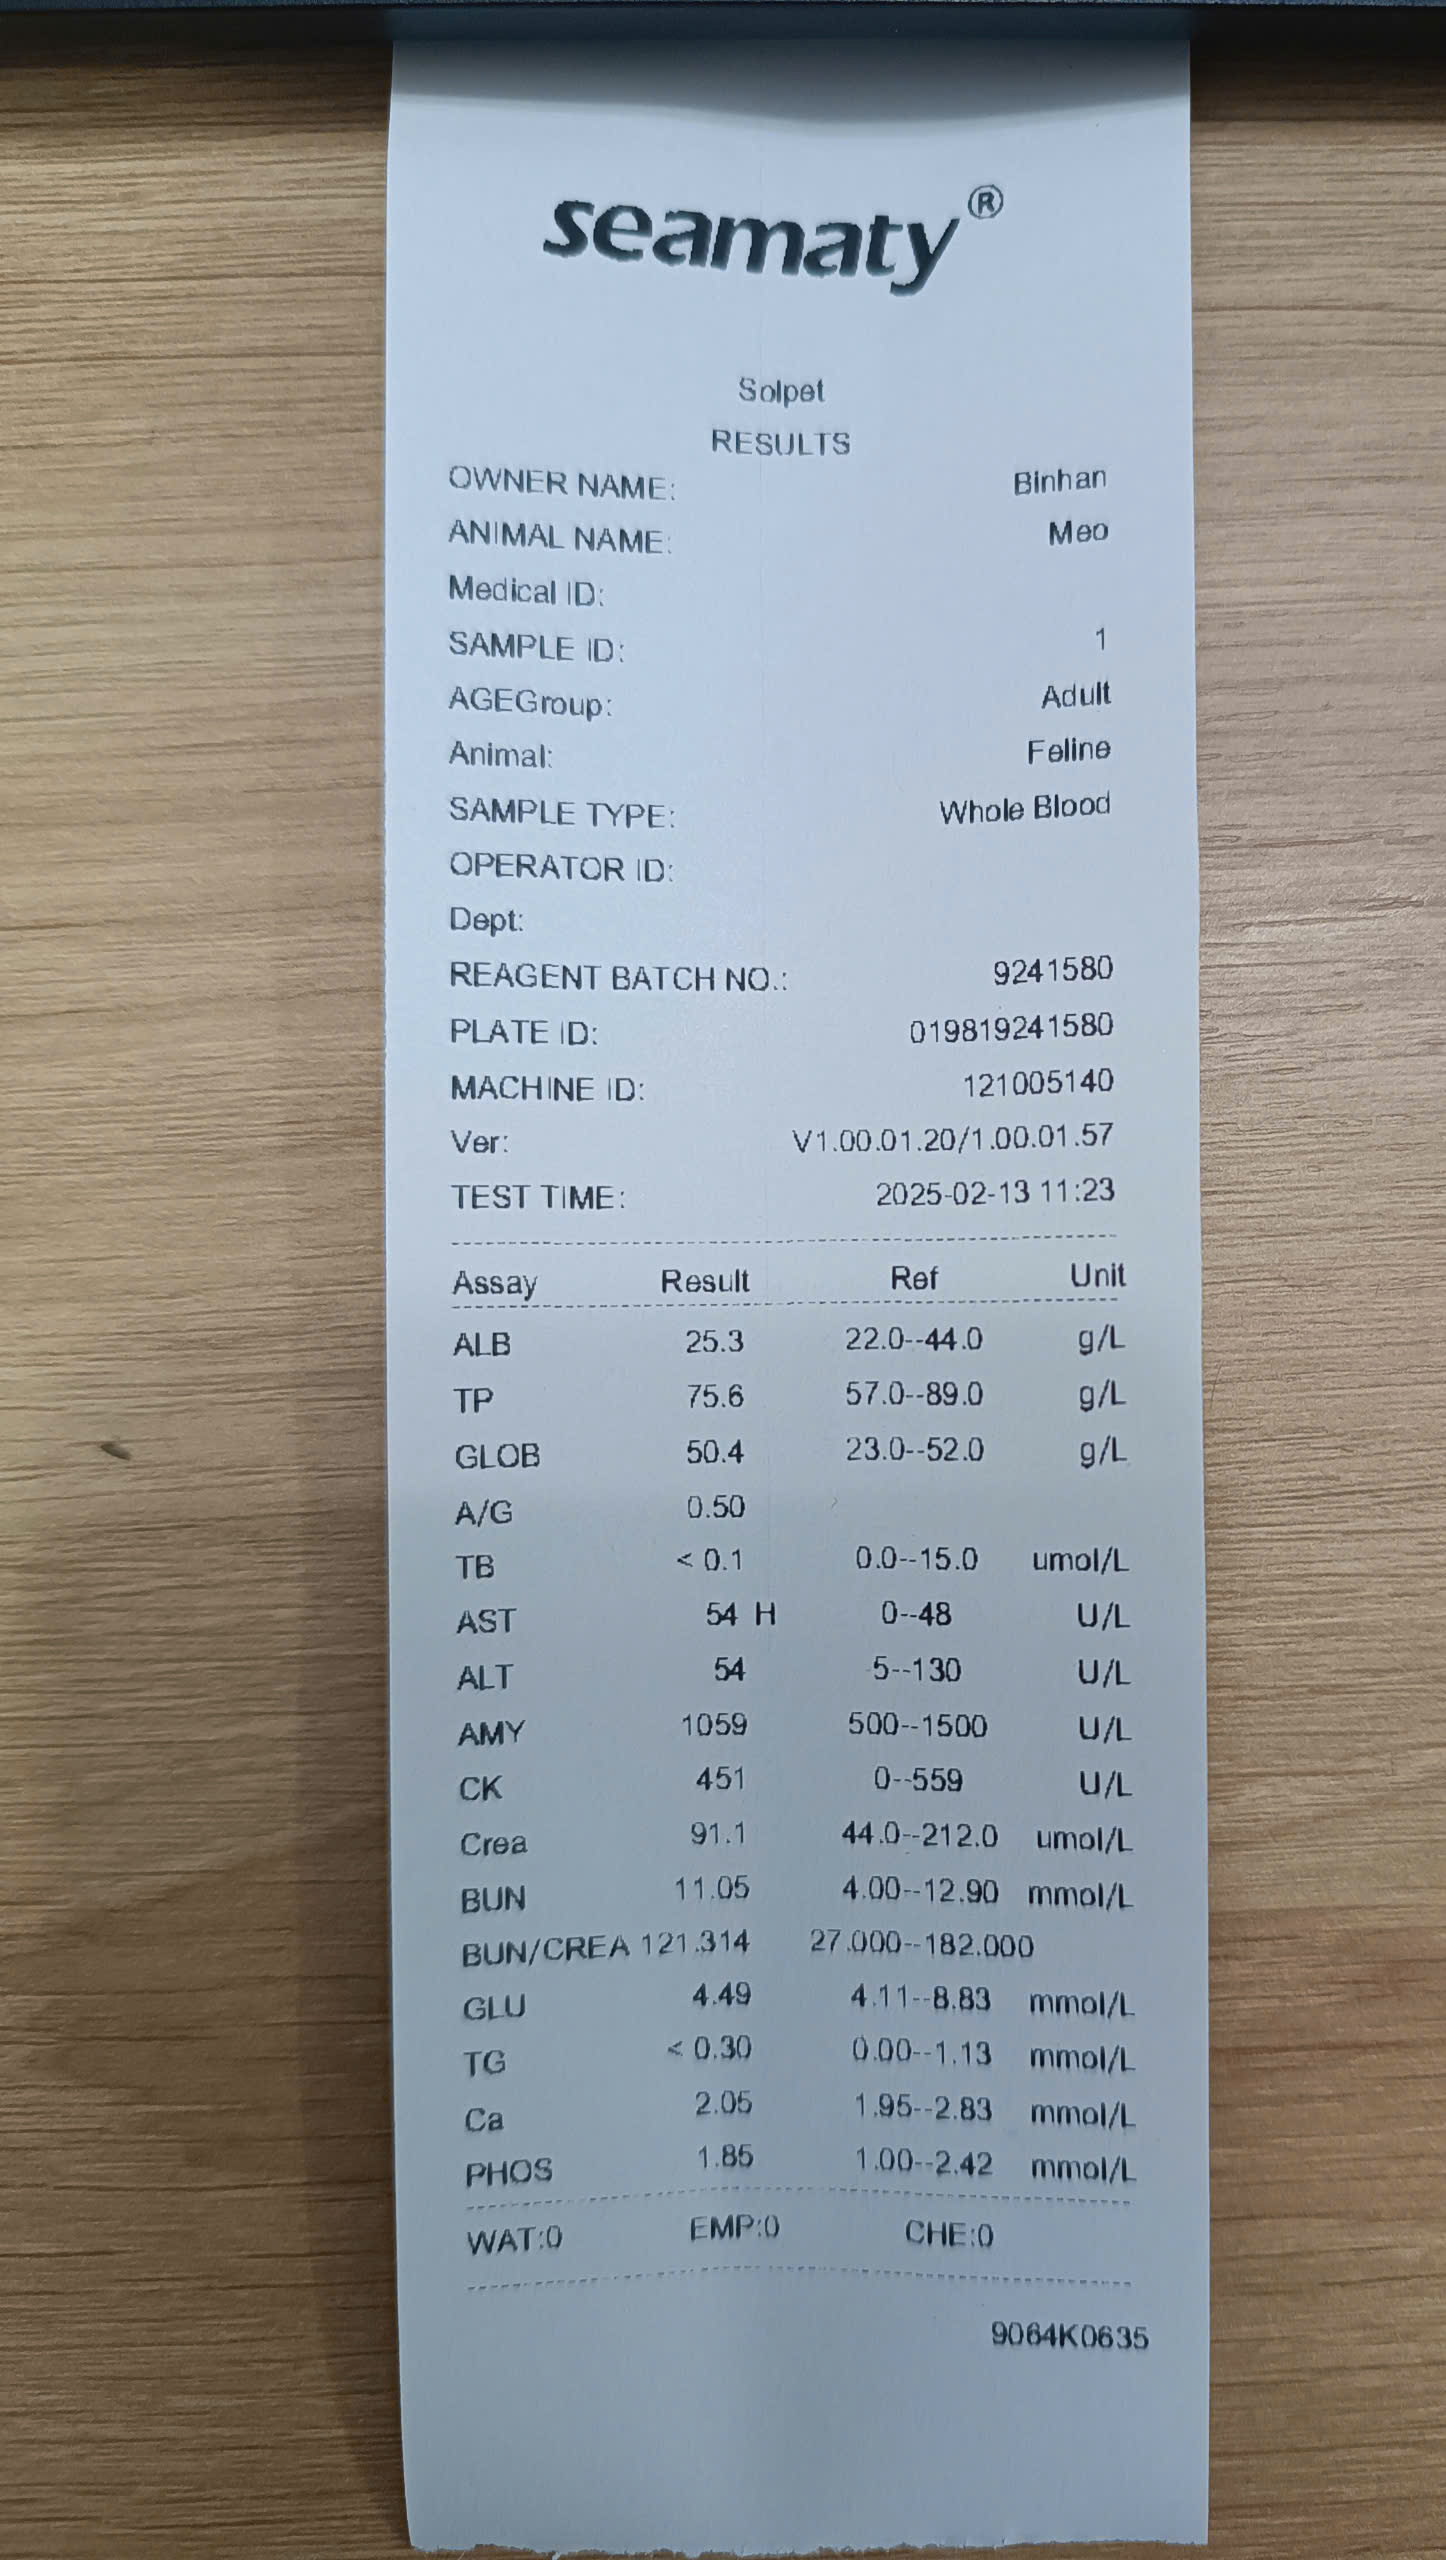 seamaty®
Solpet
RESULTS
OWNER NAME: Binhan
ANIMAL NAME: Meo
Medical ID:
SAMPLE ID: 1
AGEGroup: Adult
Animal: Feline
SAMPLE TYPE: Whole Blood
OPERATOR ID:
Dept:
REAGENT BATCH NO.: 9241580
PLATE ID: 019819241580
MACHINE ID: 121005140
Ver: V1.00.01.20/1.00.01.57
TEST TIME: 2025-02-13 11:23
Assay Result Ref Unit
ALB 25.3 22.0--44.0 g/L
TP 75.6 57.0--89.0 g/L
GLOB 50.4 23.0--52.0 g/L
A/G 0.50
TB < 0.1 0.0--15.0 umol/L
AST 54 H 0--48 U/L
ALT 54 5--130 U/L
AMY 1059 500--1500 U/L
CK 451 0--559 U/L
Crea 91.1 44.0--212.0 umol/L
BUN 11.05 4.00--12.90 mmol/L
BUN/CREA 121.314 27.000--182.000
GLU 4.49 4.11--8.83 mmol/L
TG < 0.30 0.00--1.13 mmol/L
Ca 2.05 1.95--2.83 mmol/L
PHOS 1.85 1.00--2.42 mmol/L
WAT:0 EMP:0 CHE:0
9064K0635